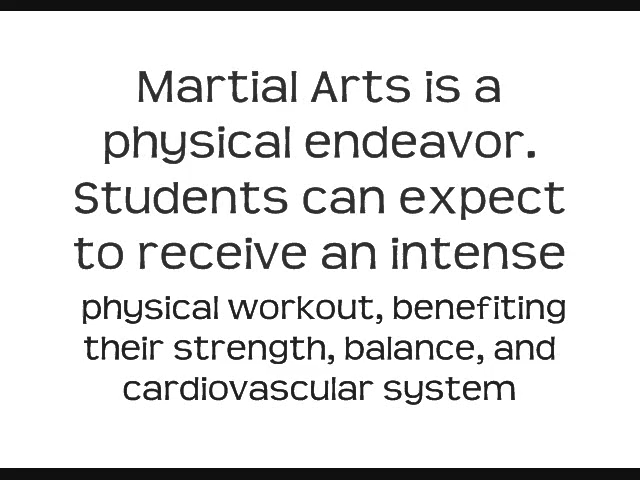 Martial Arts is a
physical endeavor.
Students can expect
to receive an intense
physical workout, benefiting
their strength, balance, and
cardiovascular system